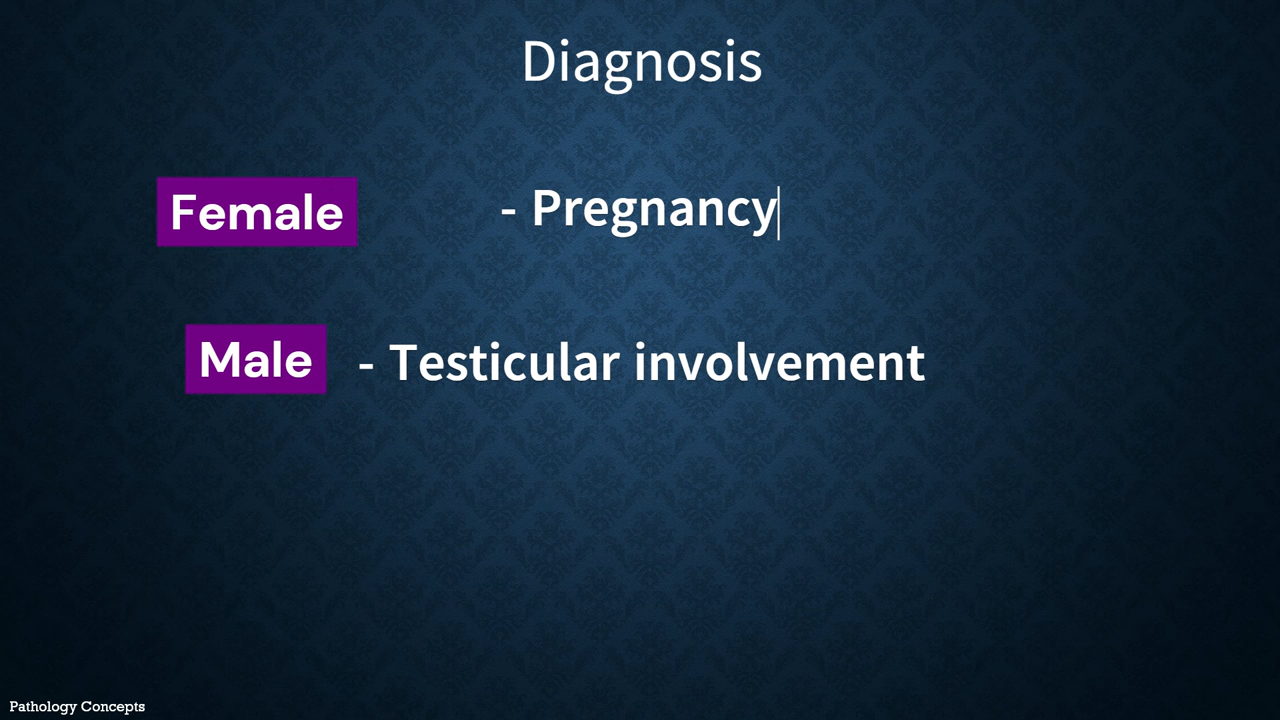 Diagnosis
Female - Pregnancy
Male - Testicular involvement
Pathology Concepts